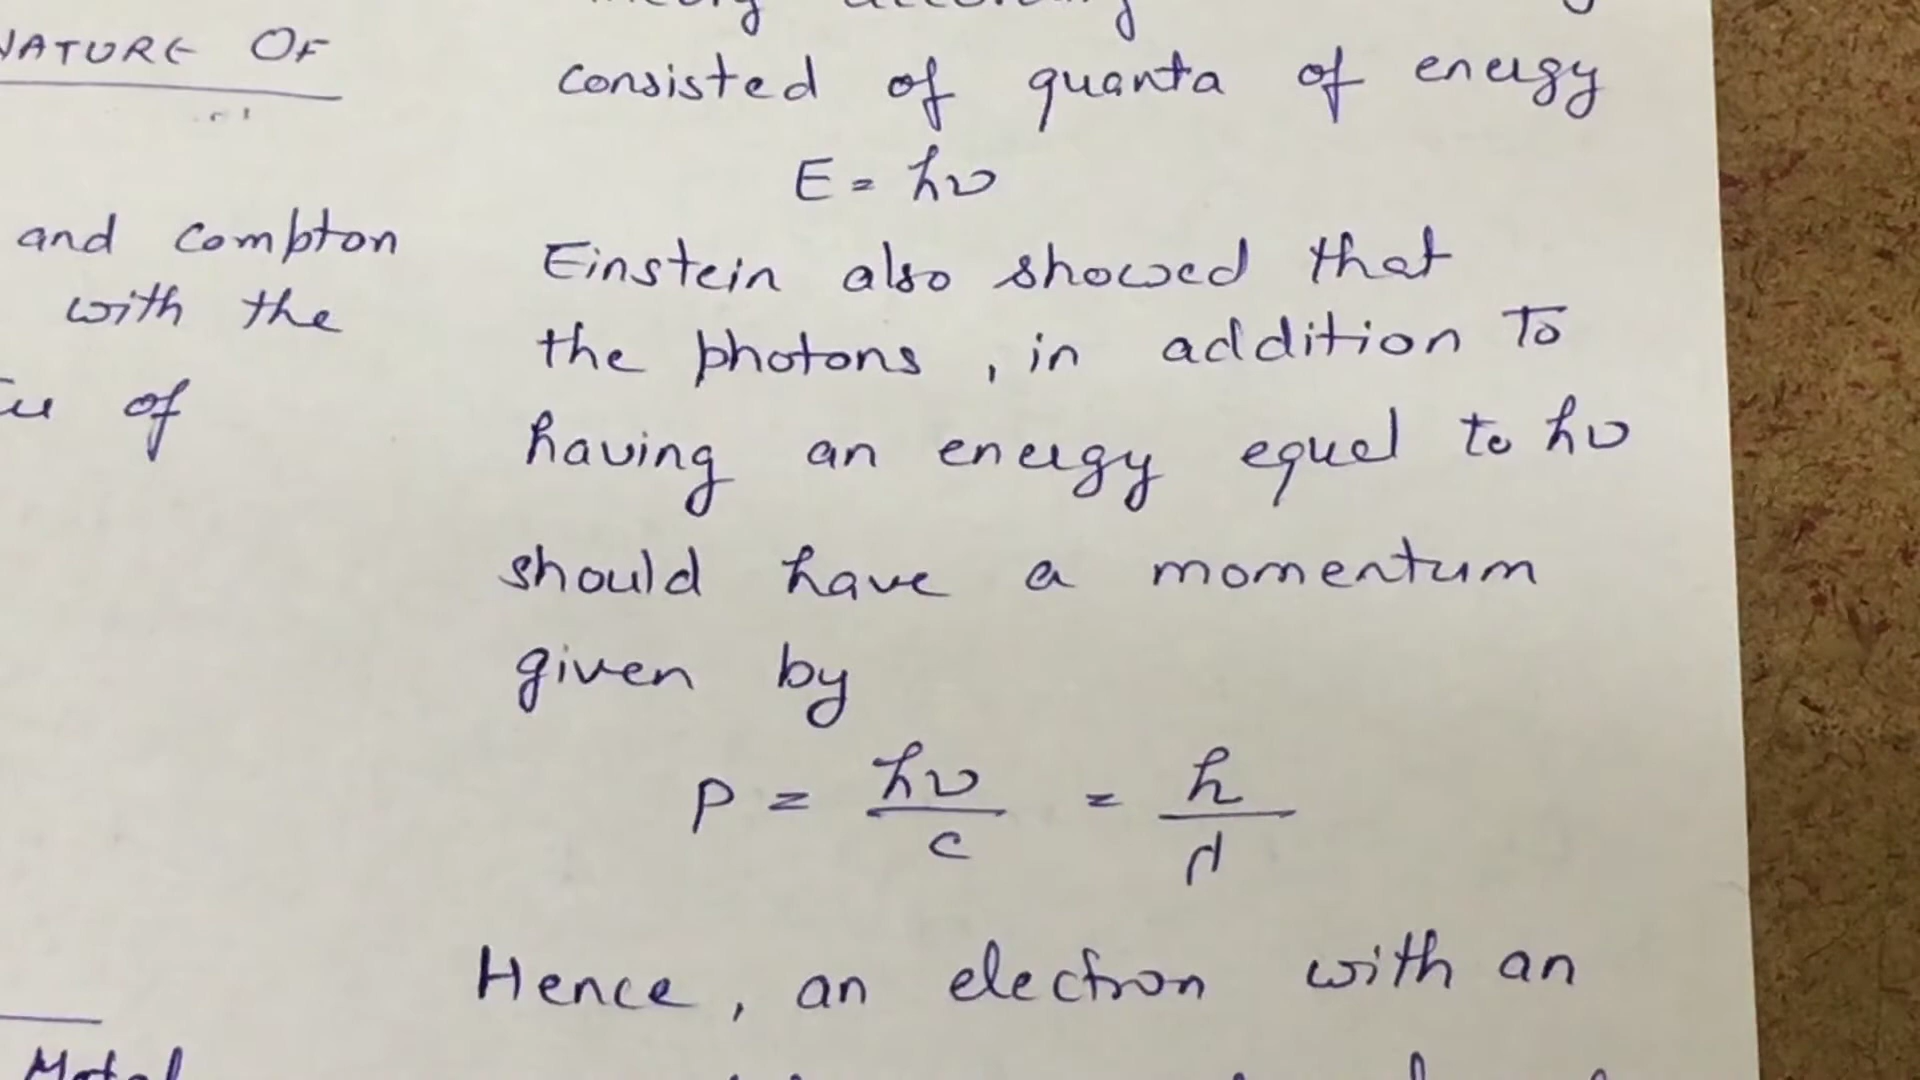 NATURE OF
and compton
with the
of
consisted of quanta of energy
E = hν
Einstein also showed that
the photons, in addition To
having an energy equal to hν
should have a momentum
given by
P = hν/c = h/λ
Hence, an electron with an
Metal